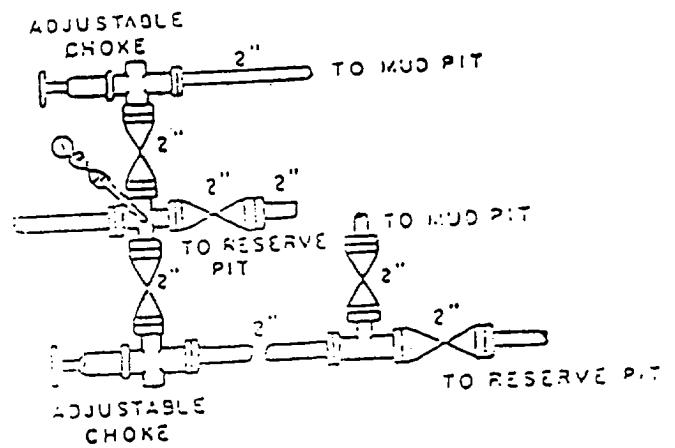 ADJUSTABLE
CHOKE
2"
TO MUD PIT
2"
2"
2"
TO RESERVE
PIT
TO MUD PIT
2"
2"
2"
2"
TO RESERVE PIT
ADJUSTABLE
CHOKE